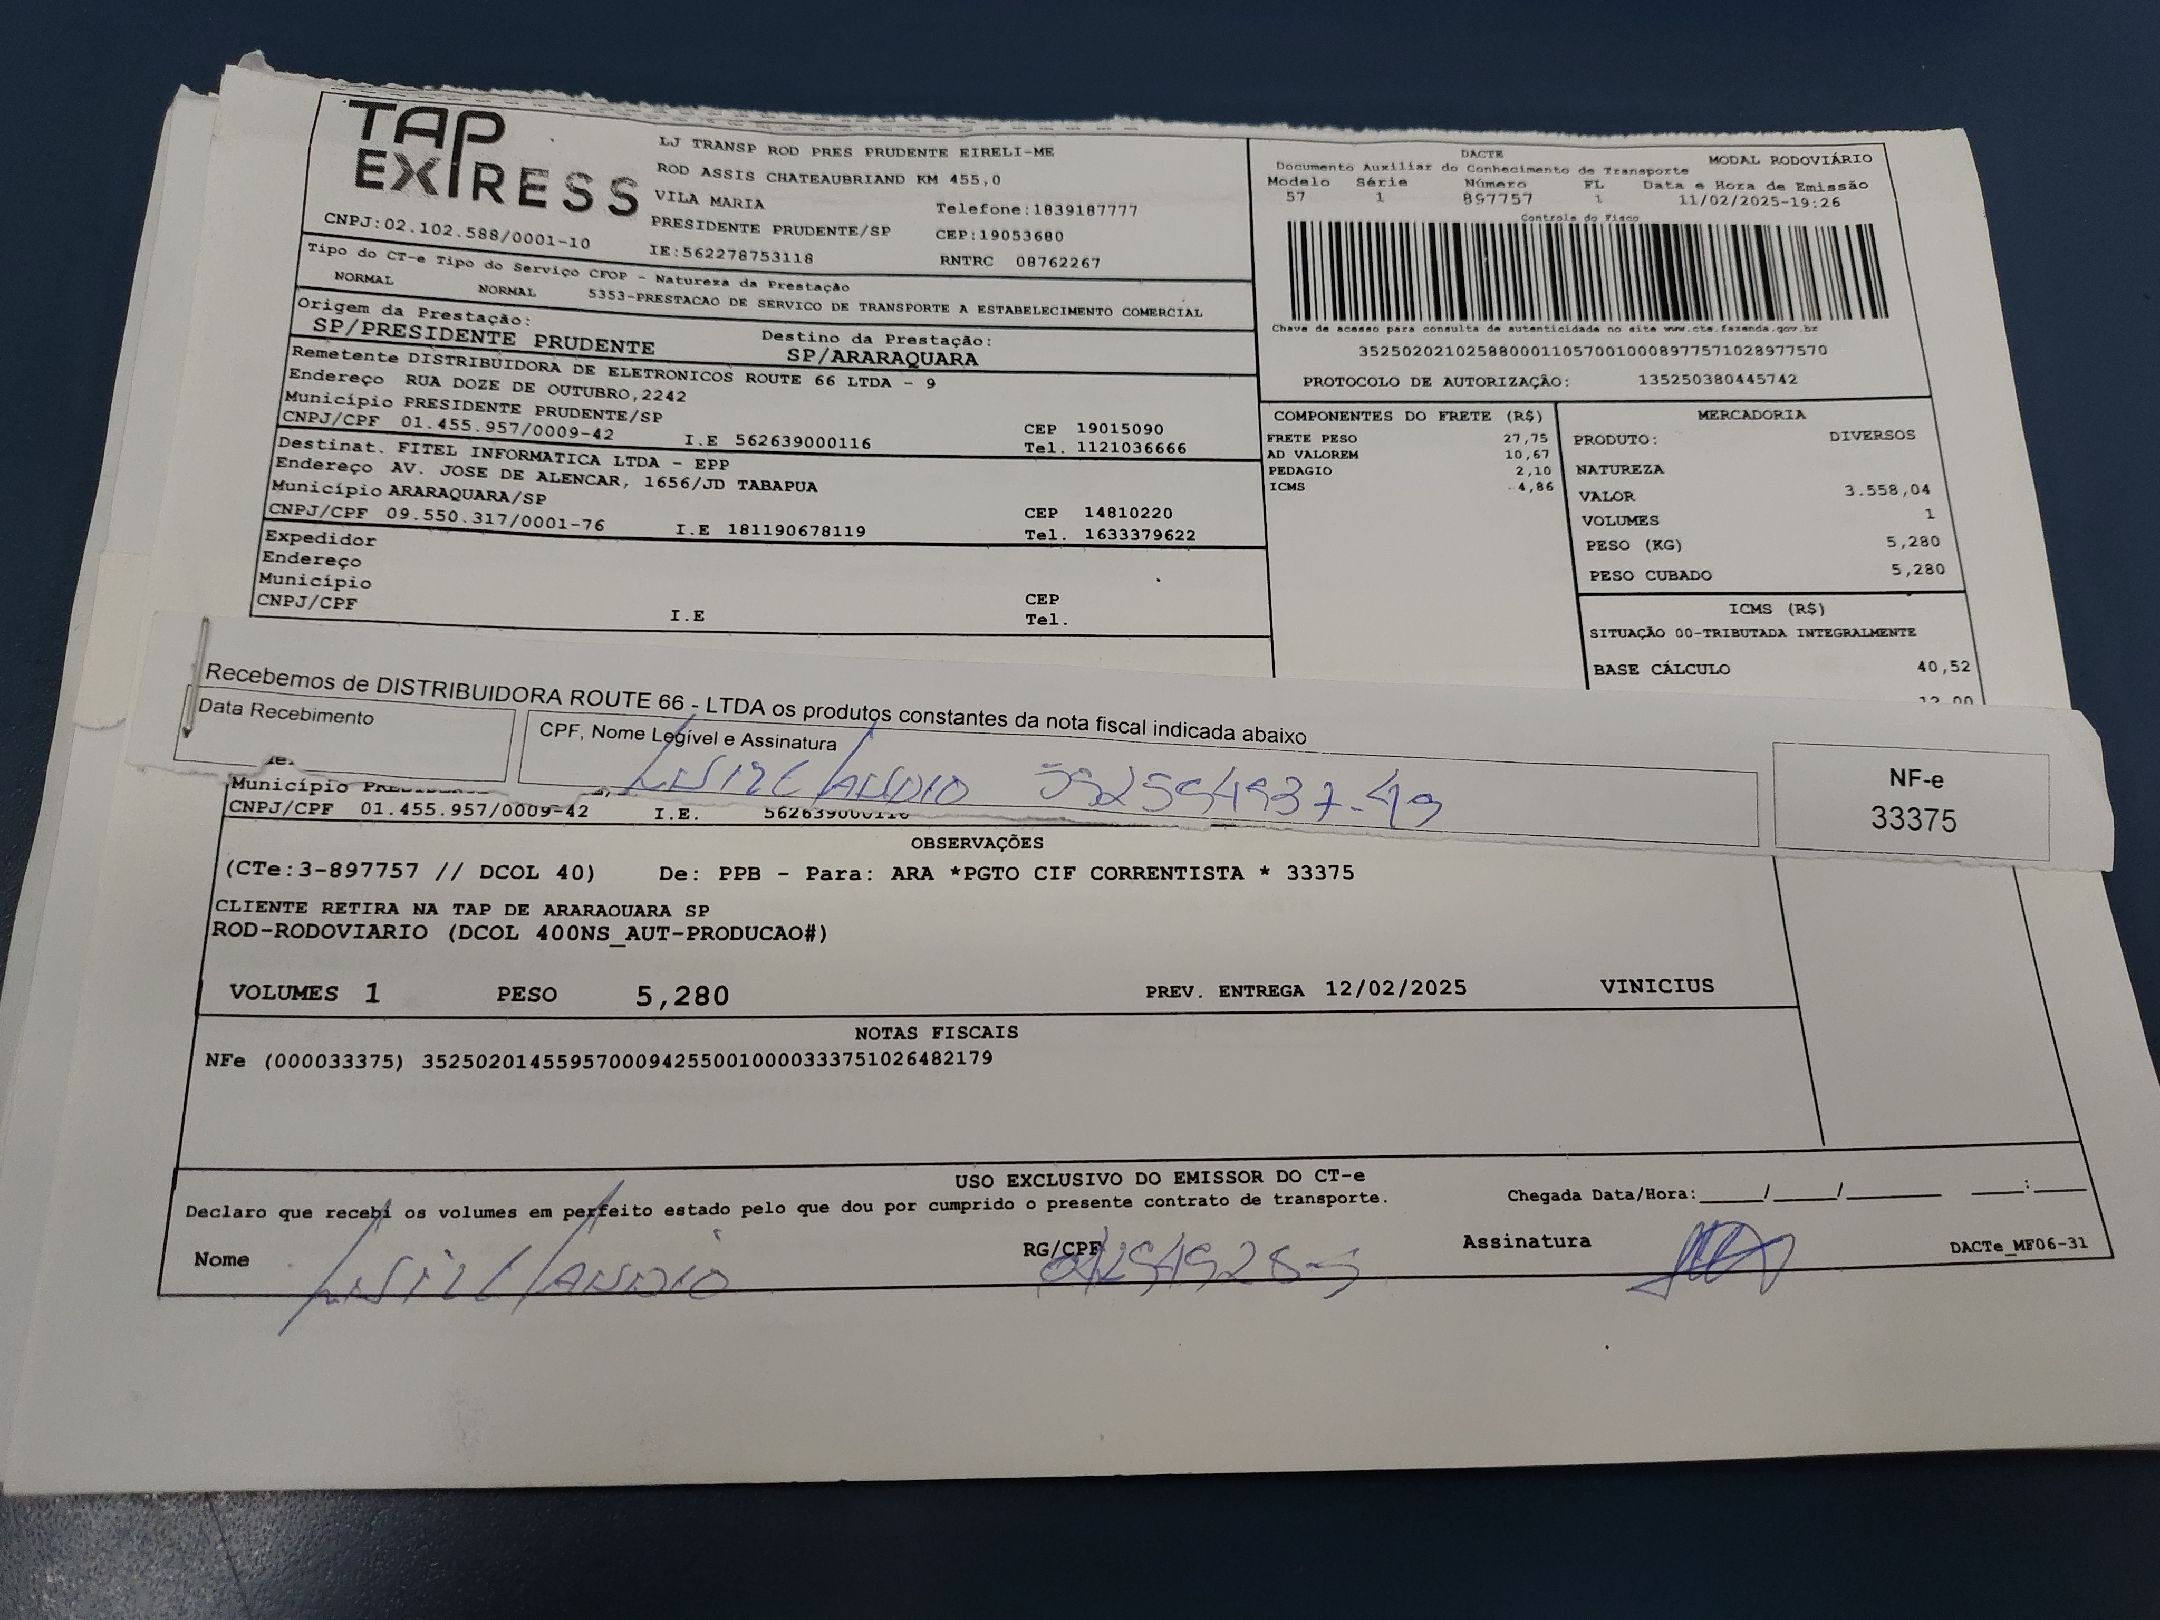 TAP
EXPRESS
CNPJ:02.102.588/0001-10
LJ TRANSP ROD PRES PRUDENTE EIRELI-ME
ROD ASSIS CHATEAUBRIAND KM 455,0
VILA MARIA
Telefone:1839187777
PRESIDENTE PRUDENTE/SP
CEP:19053680
IE:562278753118
RNTRC 08762267
DACTE
MODAL RODOVIÁRIO
Documento Auxiliar do Conhecimento de Transporte
Modelo Série Número FL Data e Hora de Emissão
57 1 897757 1 11/02/2025-19:26
Controle do Fisco
Chave de acesso para consulta de autenticidade no site www.cte.fazenda.gov.br
35250202102588000110570010008977571028977570
PROTOCOLO DE AUTORIZAÇÃO: 135250380445742
Tipo do CT-e Tipo do Serviço CFOP - Natureza da Prestação
NORMAL NORMAL 5353-PRESTACAO DE SERVICO DE TRANSPORTE A ESTABELECIMENTO COMERCIAL
Origem da Prestação: Destino da Prestação:
SP/PRESIDENTE PRUDENTE SP/ARARAQUARA
Remetente DISTRIBUIDORA DE ELETRONICOS ROUTE 66 LTDA - 9
Endereço RUA DOZE DE OUTUBRO,2242
Município PRESIDENTE PRUDENTE/SP CEP 19015090
CNPJ/CPF 01.455.957/0009-42 I.E 562639000116 Tel. 1121036666
Destinat. FITEL INFORMATICA LTDA - EPP
Endereço AV. JOSE DE ALENCAR, 1656/JD TABAPUA
Município ARARAQUARA/SP CEP 14810220
CNPJ/CPF 09.550.317/0001-76 I.E 181190678119 Tel. 1633379622
Expedidor
Endereço
Município CEP
CNPJ/CPF I.E Tel.
COMPONENTES DO FRETE (R$)
FRETE PESO 27,75
AD VALOREM 10,67
PEDAGIO 2,10
ICMS 4,86
MERCADORIA
PRODUTO: DIVERSOS
NATUREZA
VALOR 3.558,04
VOLUMES 1
PESO (KG) 5,280
PESO CUBADO 5,280
ICMS (R$)
SITUAÇÃO 00-TRIBUTADA INTEGRALMENTE
BASE CÁLCULO 40,52
12,00
Recebemos de DISTRIBUIDORA ROUTE 66 - LTDA os produtos constantes da nota fiscal indicada abaixo
Data Recebimento
CPF, Nome Legível e Assinatura
NF-e
33375
Município
CNPJ/CPF 01.455.957/0009-42 I.E. 562639000116
OBSERVAÇÕES
(CTe:3-897757 // DCOL 40) De: PPB - Para: ARA *PGTO CIF CORRENTISTA * 33375
CLIENTE RETIRA NA TAP DE ARARAQUARA SP
ROD-RODOVIARIO (DCOL 400NS_AUT-PRODUCAO#)
VOLUMES 1 PESO 5,280 PREV. ENTREGA 12/02/2025 VINICIUS
NOTAS FISCAIS
NFe (000033375) 35250201455957000942550010000333751026482179
USO EXCLUSIVO DO EMISSOR DO CT-e
Declaro que recebi os volumes em perfeito estado pelo que dou por cumprido o presente contrato de transporte.
Chegada Data/Hora:_____/_____/_______ ____:____
Nome
RG/CPF
Assinatura
DACTe_MF06-31